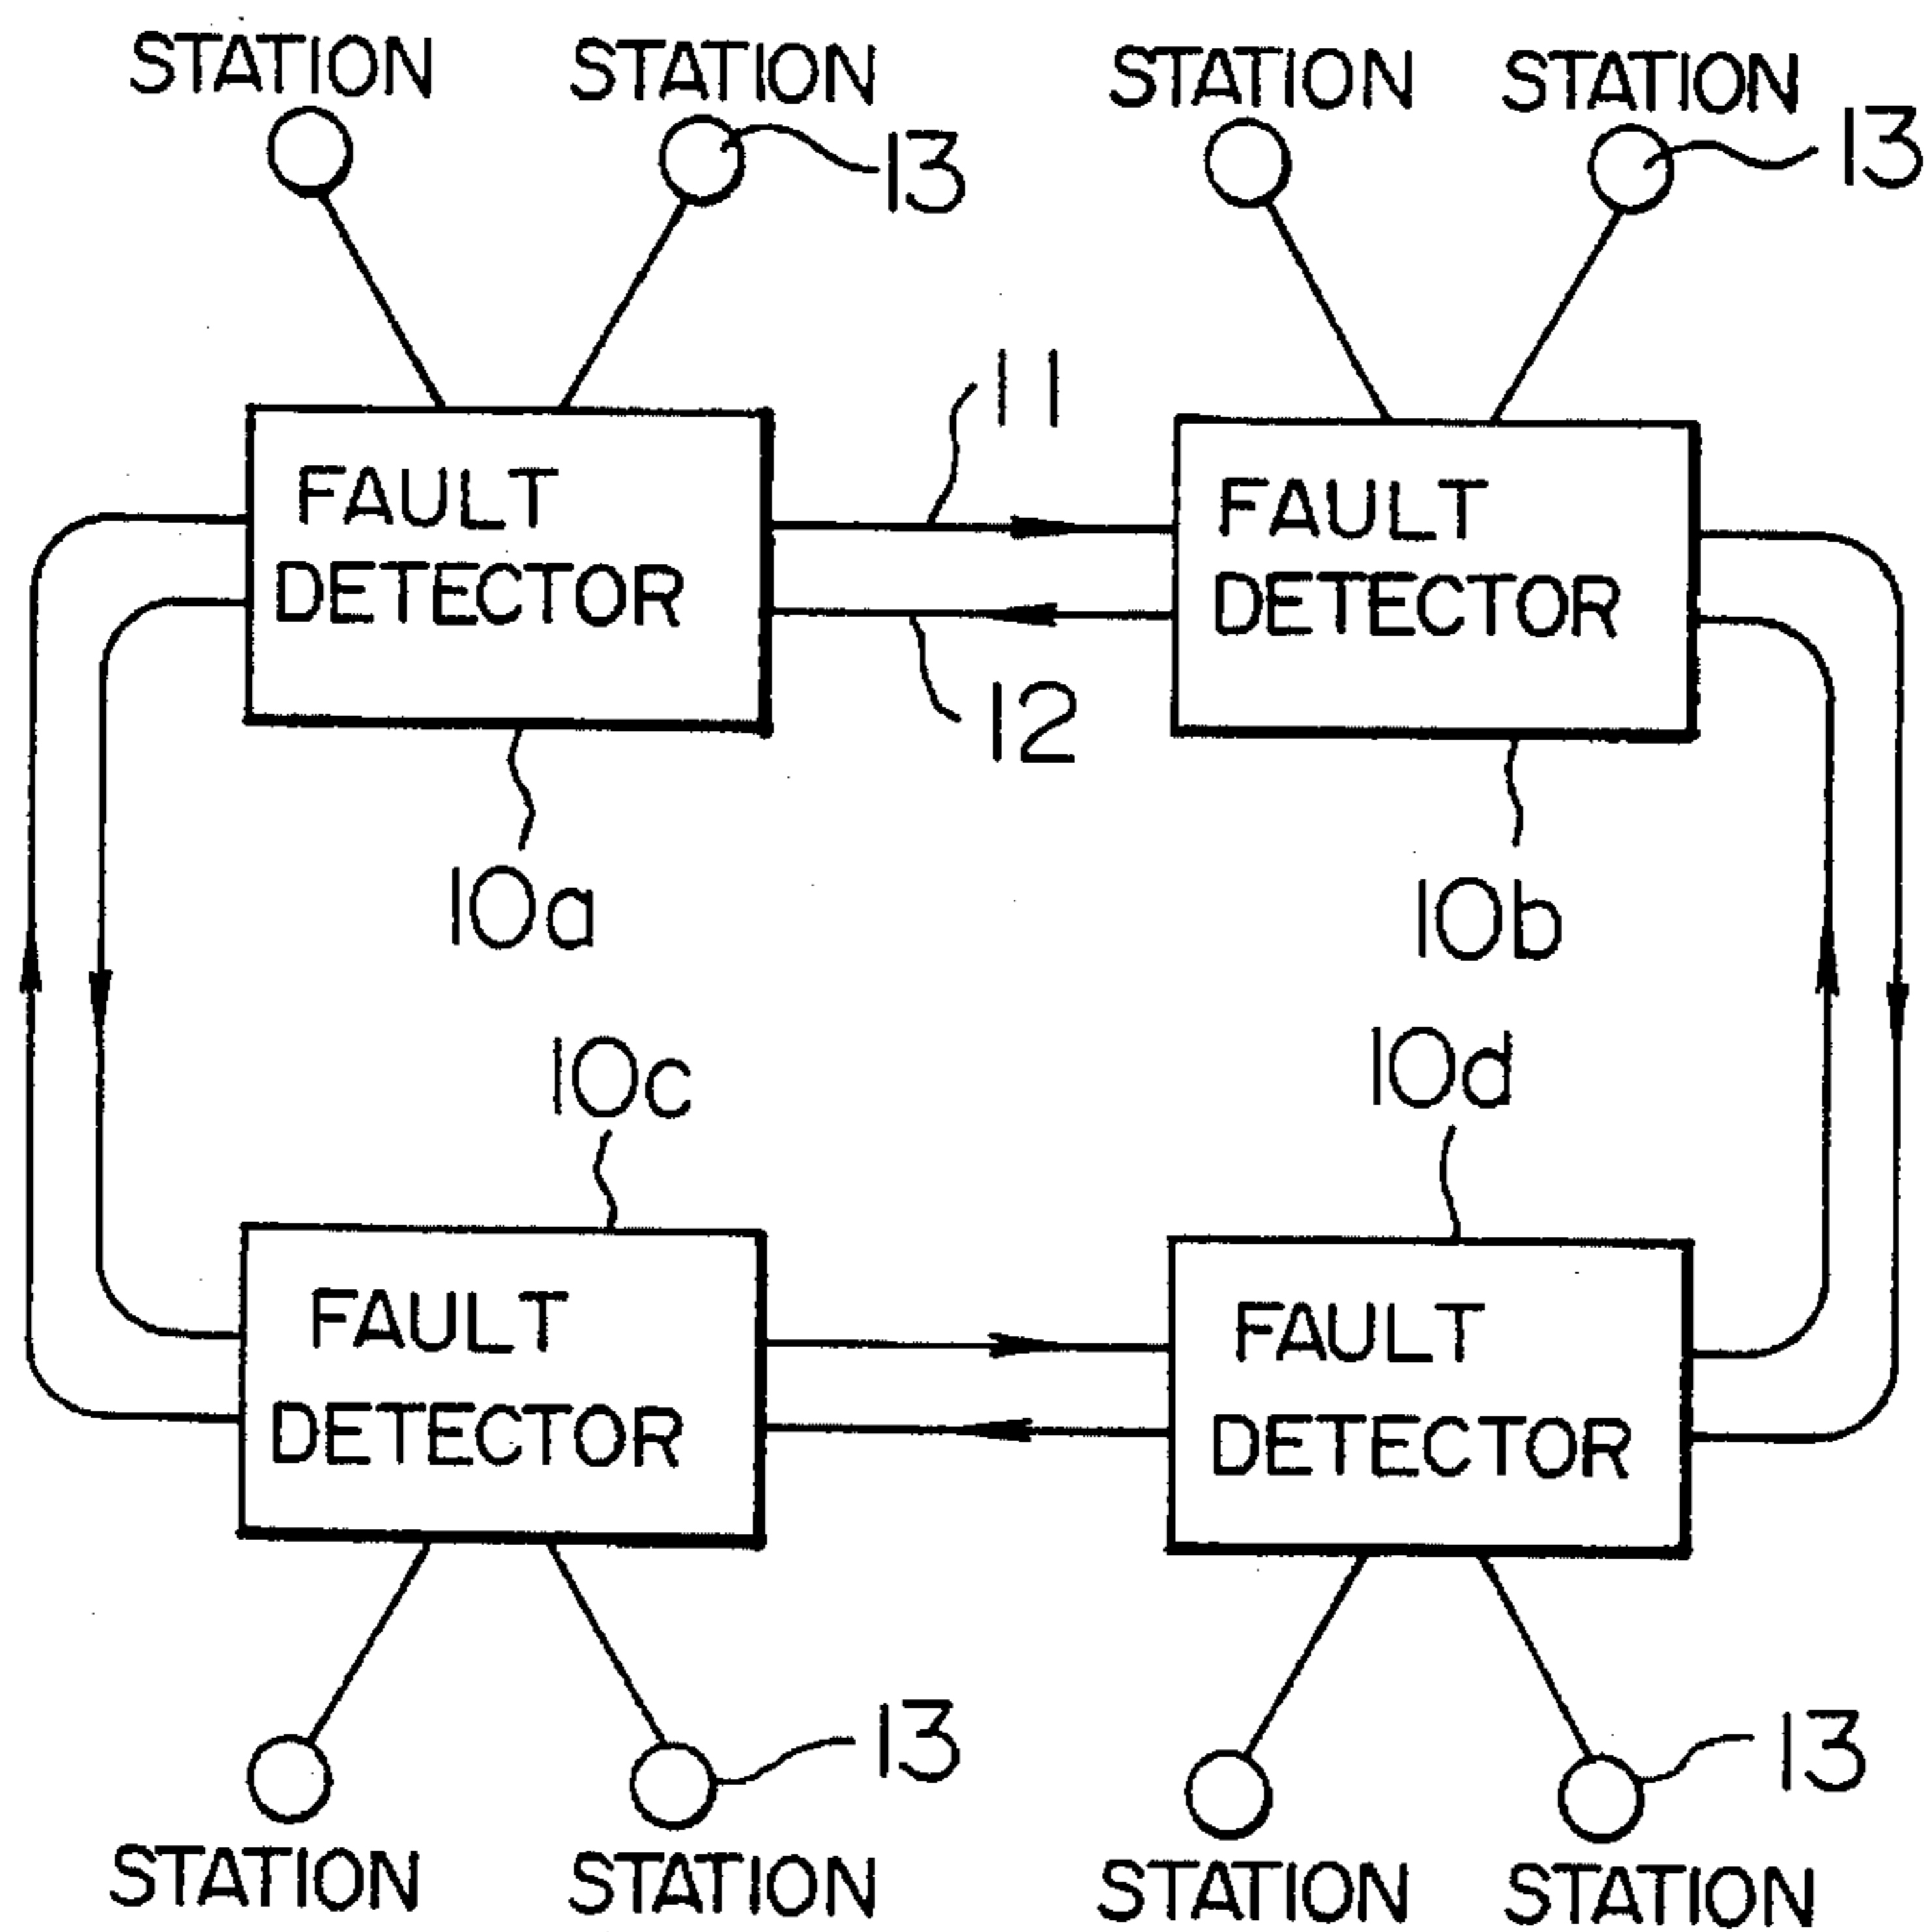 STATION STATION STATION STATION
13 13
11
FAULT DETECTOR
FAULT DETECTOR
12
10a 10b
10c 10d
FAULT DETECTOR
FAULT DETECTOR
13 13
STATION STATION STATION STATION